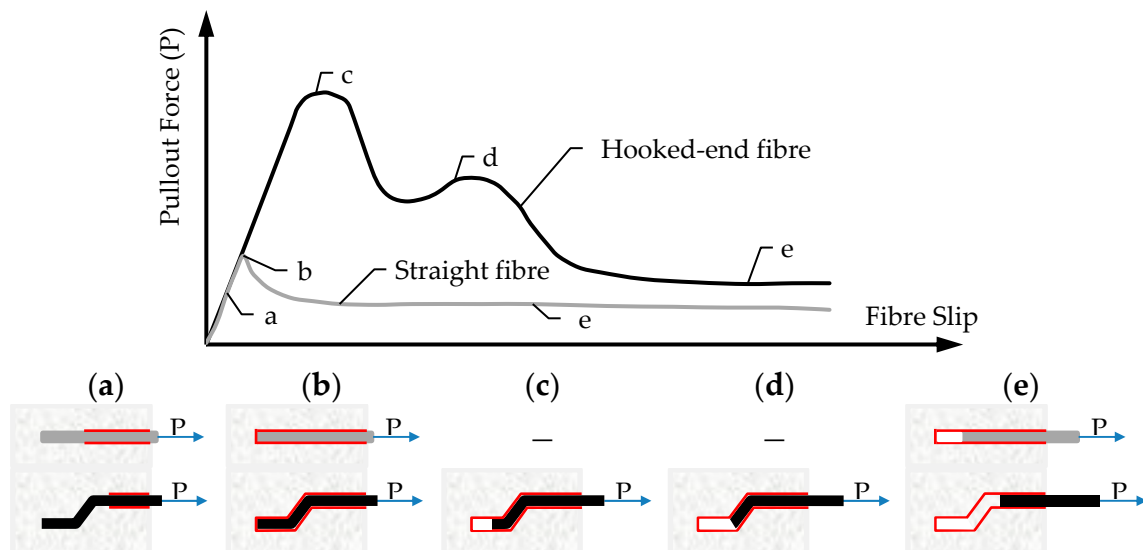 Pullout Force (P)
c
d
Hooked-end fibre
b
Straight fibre
e
a
e
Fibre Slip
(a) (b) (c) (d) (e)
P P – – P
P P P P P